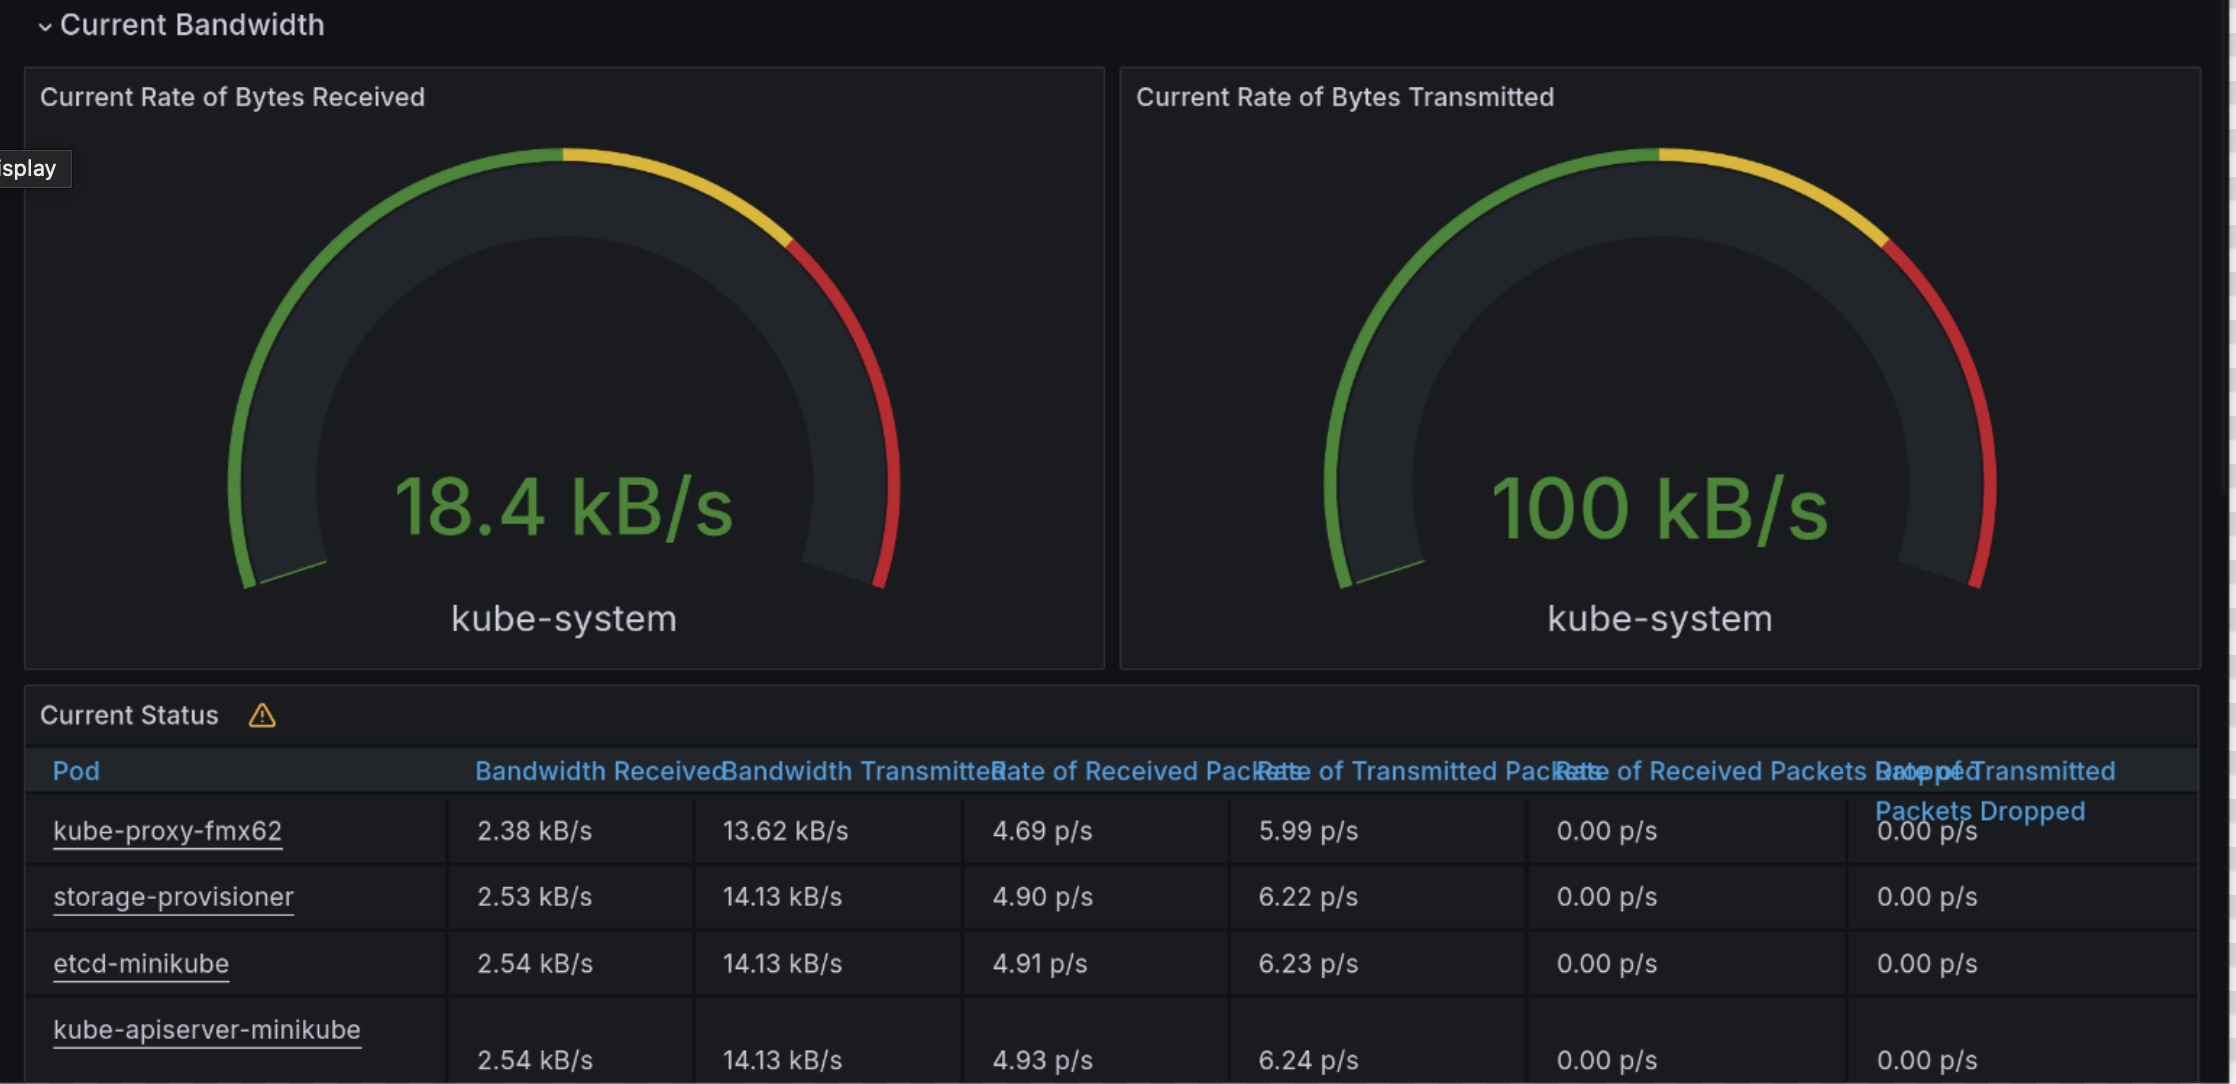 Current Bandwidth
Current Rate of Bytes Received
Current Rate of Bytes Transmitted
isplay
18.4 kB/s
100 kB/s
kube-system
kube-system
Current Status
Pod Bandwidth Received Bandwidth Transmitted Rate of Received Packets Rate of Transmitted Packets Rate of Received Packets Dropped Rate of Transmitted
Packets Dropped
kube-proxy-fmx62 2.38 kB/s 13.62 kB/s 4.69 p/s 5.99 p/s 0.00 p/s 0.00 p/s
storage-provisioner 2.53 kB/s 14.13 kB/s 4.90 p/s 6.22 p/s 0.00 p/s 0.00 p/s
etcd-minikube 2.54 kB/s 14.13 kB/s 4.91 p/s 6.23 p/s 0.00 p/s 0.00 p/s
kube-apiserver-minikube
2.54 kB/s 14.13 kB/s 4.93 p/s 6.24 p/s 0.00 p/s 0.00 p/s